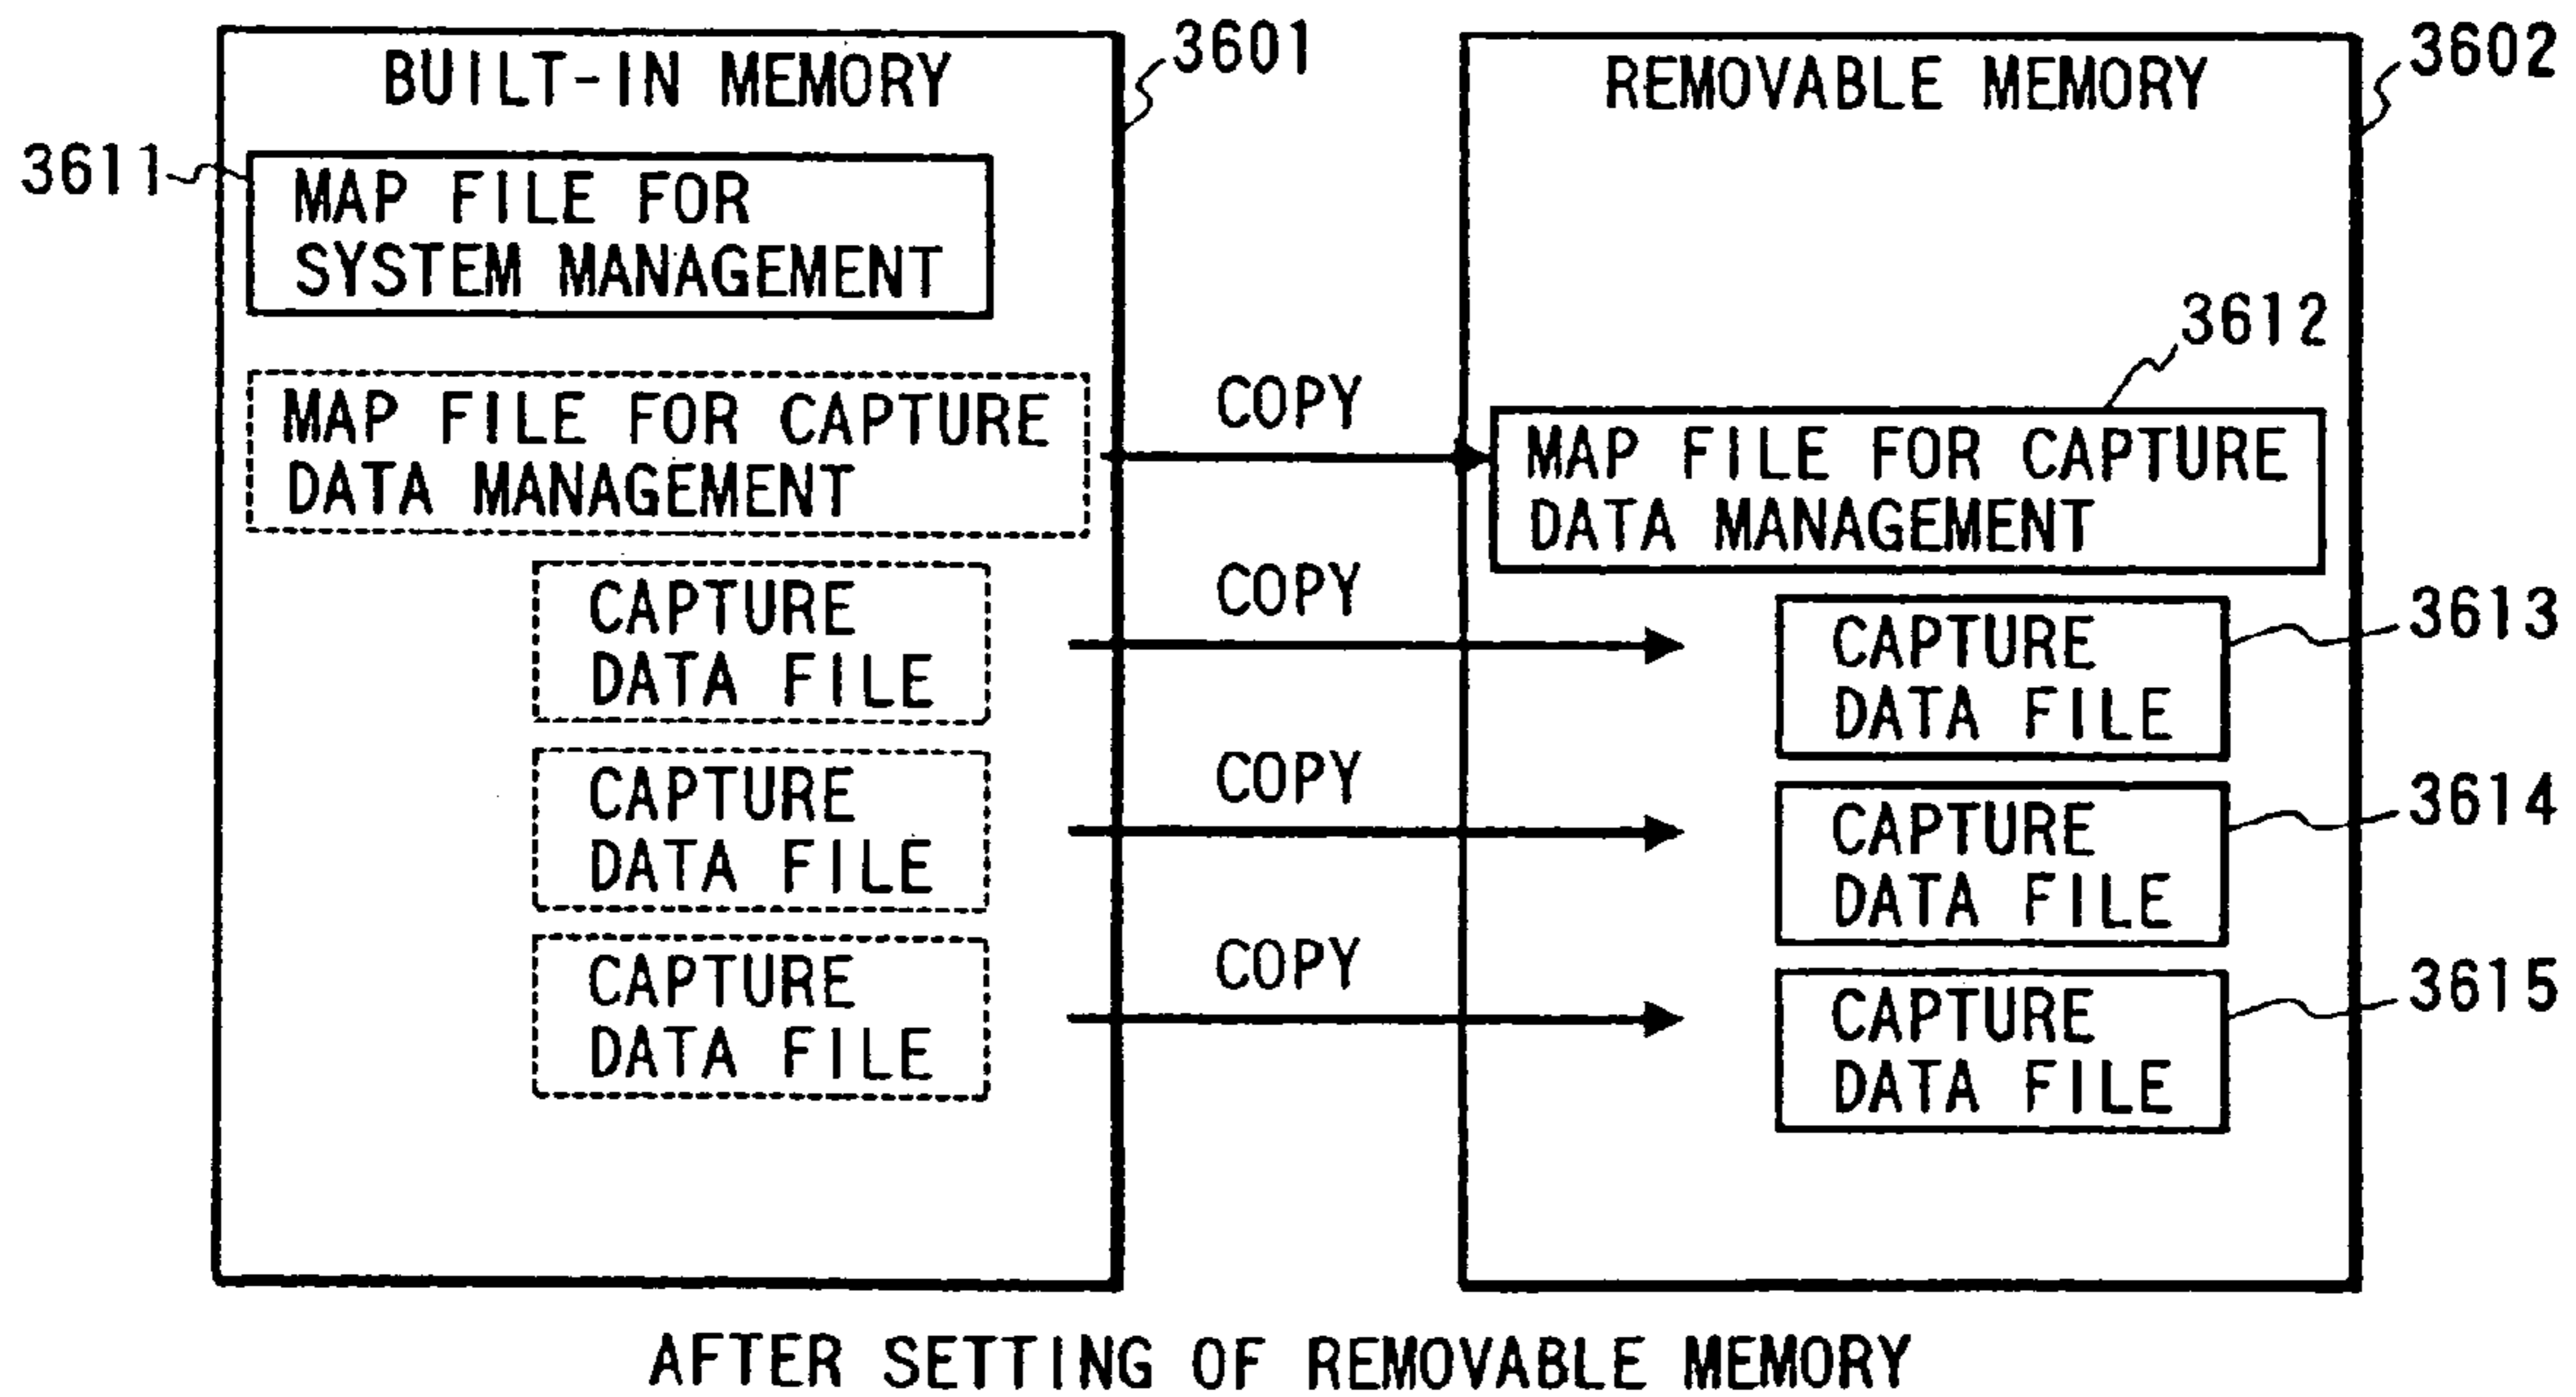 BUILT-IN MEMORY
3601
3611
MAP FILE FOR
SYSTEM MANAGEMENT
MAP FILE FOR CAPTURE
DATA MANAGEMENT
CAPTURE
DATA FILE
CAPTURE
DATA FILE
CAPTURE
DATA FILE
COPY
COPY
COPY
COPY
REMOVABLE MEMORY
3602
3612
MAP FILE FOR CAPTURE
DATA MANAGEMENT
CAPTURE
DATA FILE
3613
CAPTURE
DATA FILE
3614
CAPTURE
DATA FILE
3615
AFTER SETTING OF REMOVABLE MEMORY